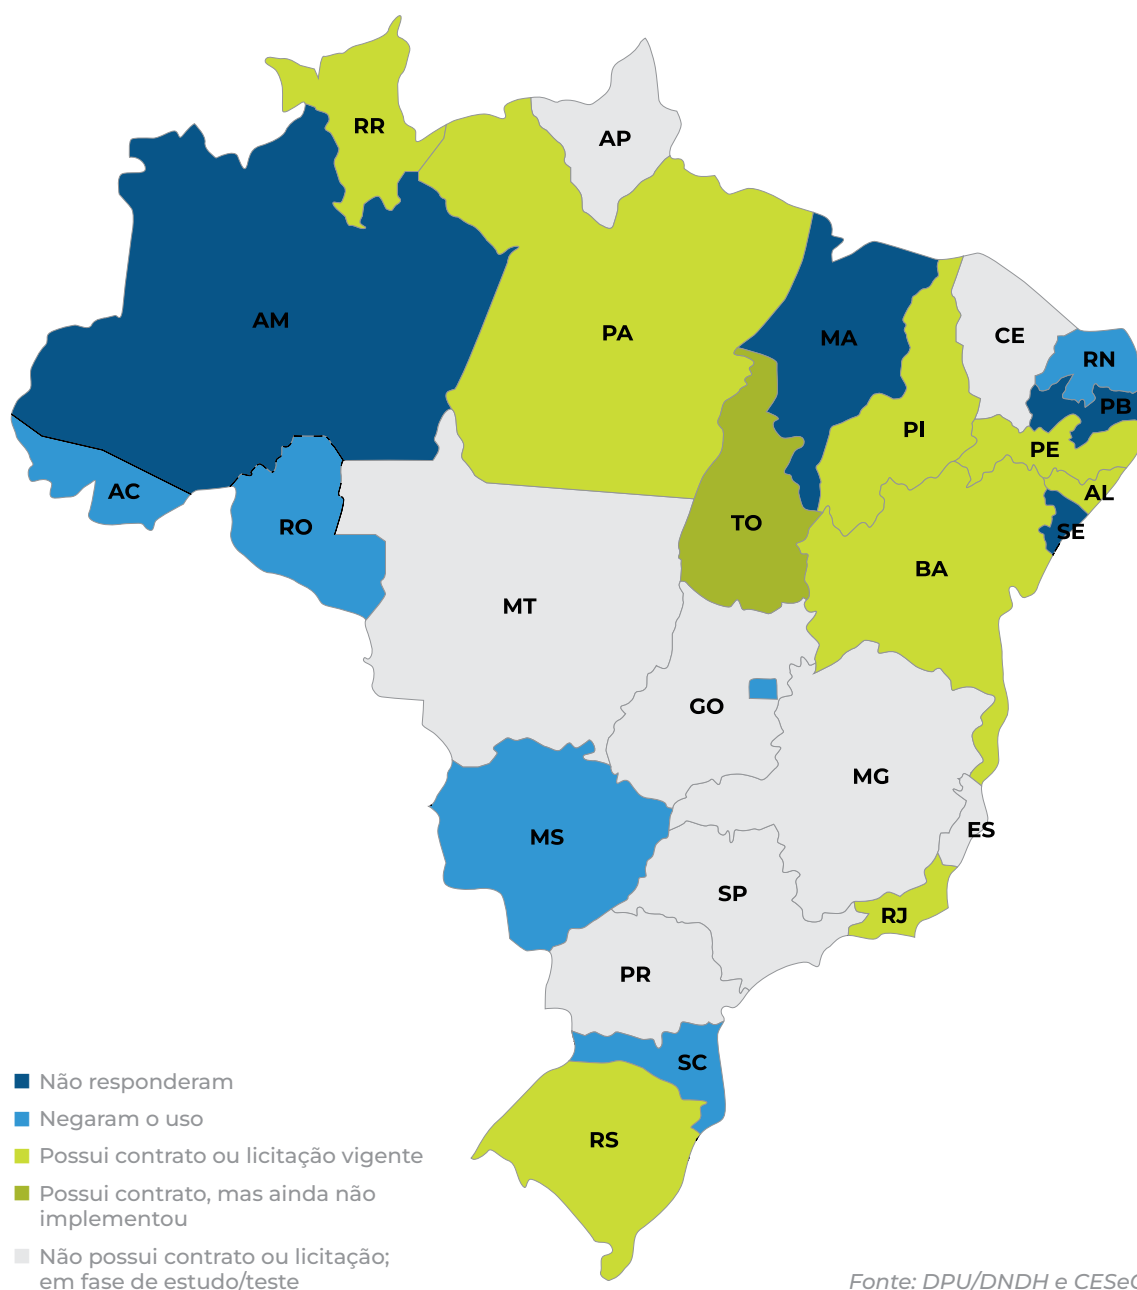 RR
AP
AM
PA
MA
CE
RN
PB
PI
PE
AL
SE
AC
RO
TO
BA
MT
GO
MG
ES
MS
SP
RJ
PR
SC
RS
Não responderam
Negaram o uso
Possui contrato ou licitação vigente
Possui contrato, mas ainda não
implementou
Não possui contrato ou licitação;
em fase de estudo/teste
Fonte: DPU/DNDH e CESeC